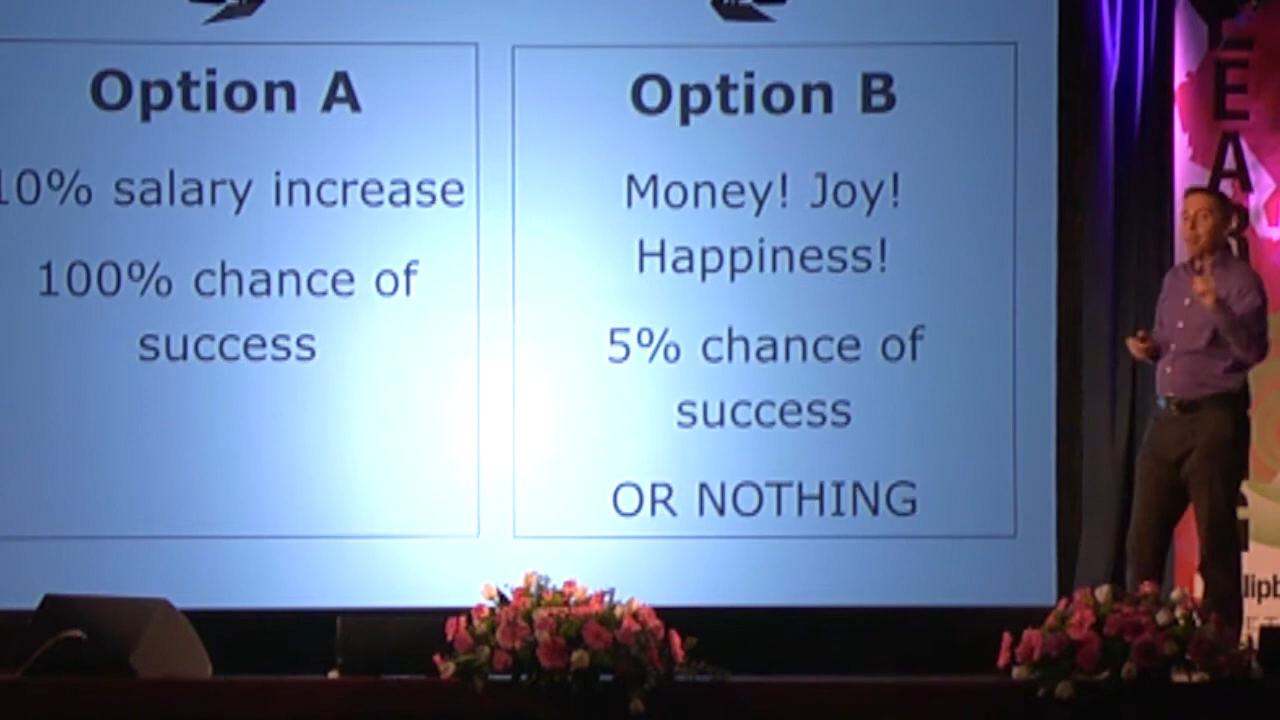 Option A
10% salary increase
100% chance of
success
Option B
Money! Joy!
Happiness!
5% chance of
success
OR NOTHING